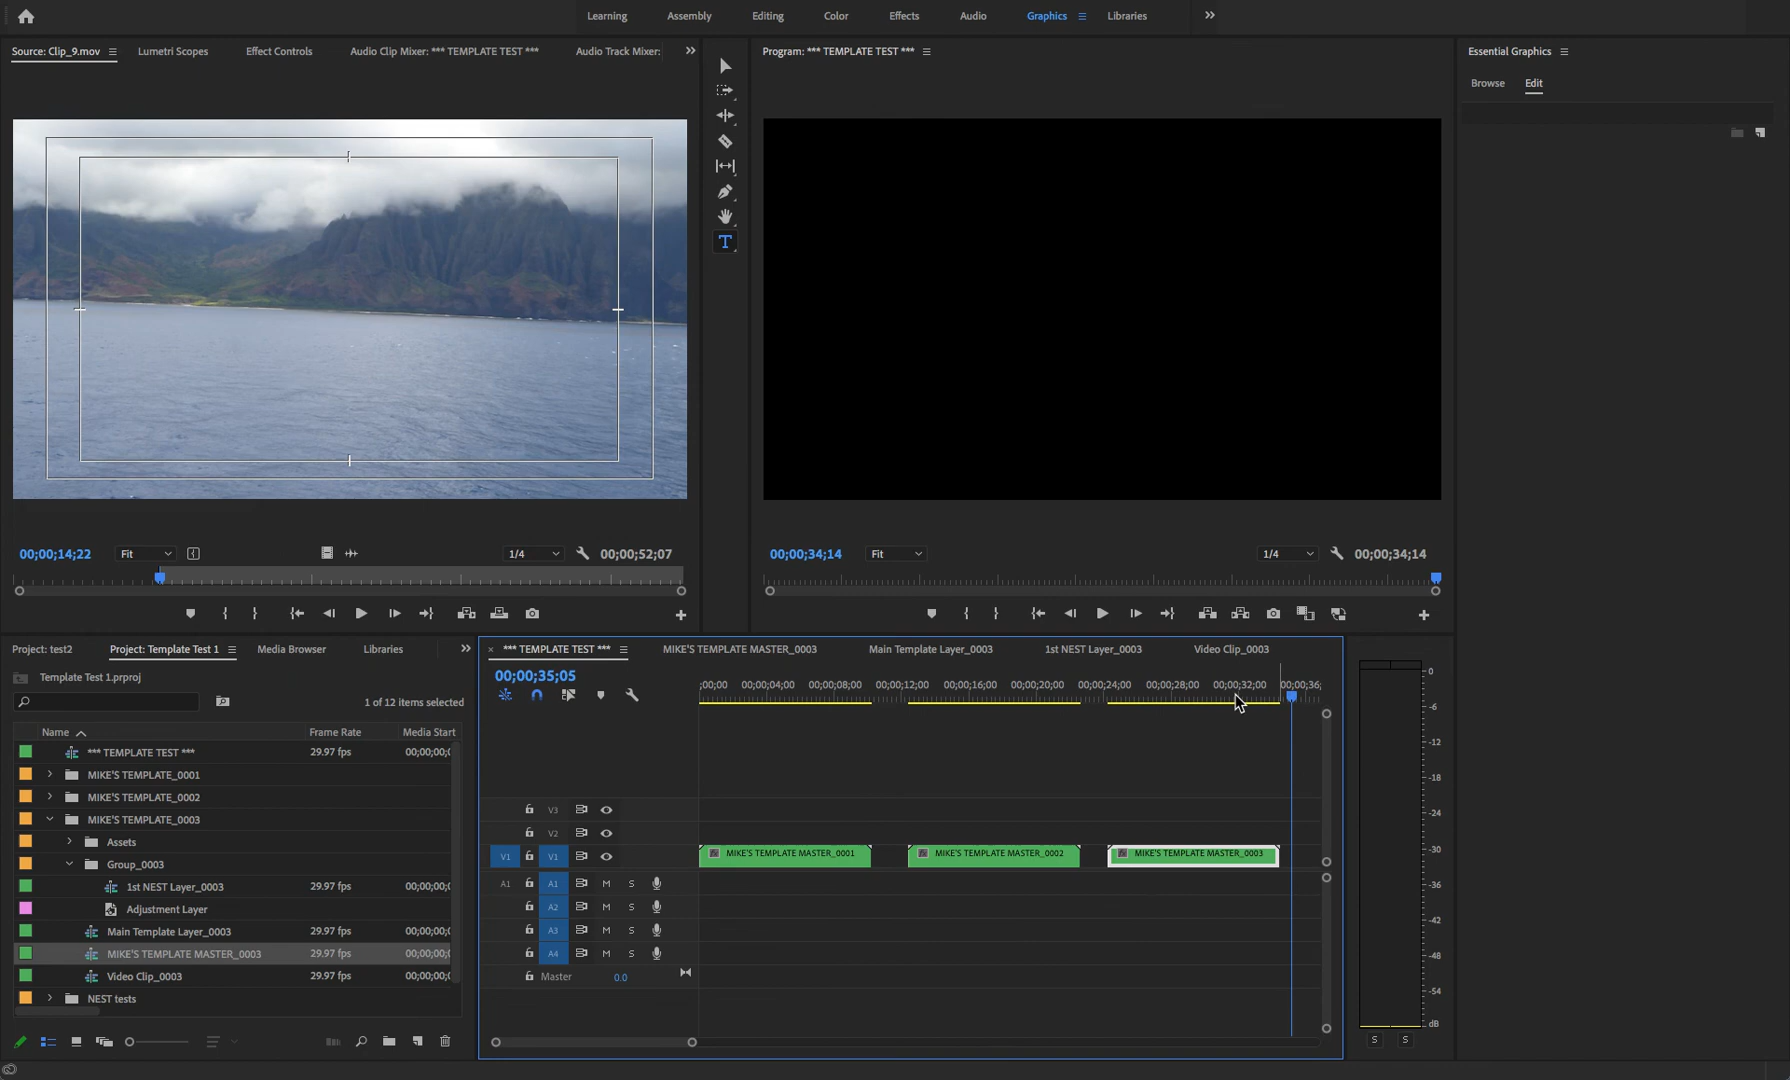 Learning Assembly Editing Color Effects Audio Graphics Libraries
Source: Clip_9.mov Lumetri Scopes Effect Controls Audio Clip Mixer: *** TEMPLATE TEST *** Audio Track Mixer:
Program: *** TEMPLATE TEST ***
Essential Graphics
Browse Edit
00;00;14;22 Fit 1/4 00;00;52;07
00;00;34;14 Fit 1/4 00;00;34;14
Project: test2 Project: Template Test 1 Media Browser Libraries
Template Test 1.prproj
1 of 12 items selected
Name Frame Rate Media Start
*** TEMPLATE TEST *** 29.97 fps 00;00;00;
MIKE'S TEMPLATE_0001
MIKE'S TEMPLATE_0002
MIKE'S TEMPLATE_0003
Assets
Group_0003
1st NEST Layer_0003 29.97 fps 00;00;00;
Adjustment Layer
Main Template Layer_0003 29.97 fps 00;00;00;
MIKE'S TEMPLATE MASTER_0003 29.97 fps 00;00;00;
Video Clip_0003 29.97 fps 00;00;00;
NEST tests
*** TEMPLATE TEST *** MIKE'S TEMPLATE MASTER_0003 Main Template Layer_0003 1st NEST Layer_0003 Video Clip_0003
00;00;35;05
;00;00 00;00;04;00 00;00;08;00 00;00;12;00 00;00;16;00 00;00;20;00 00;00;24;00 00;00;28;00 00;00;32;00 00;00;36;
V3
V2
V1 V1 MIKE'S TEMPLATE MASTER_0001 MIKE'S TEMPLATE MASTER_0002 MIKE'S TEMPLATE MASTER_0003
A1 A1 M S
A2 M S
A3 M S
A4 M S
Master 0.0
0
-6
-12
-18
-24
-30
-36
-42
-48
-54
dB
S S